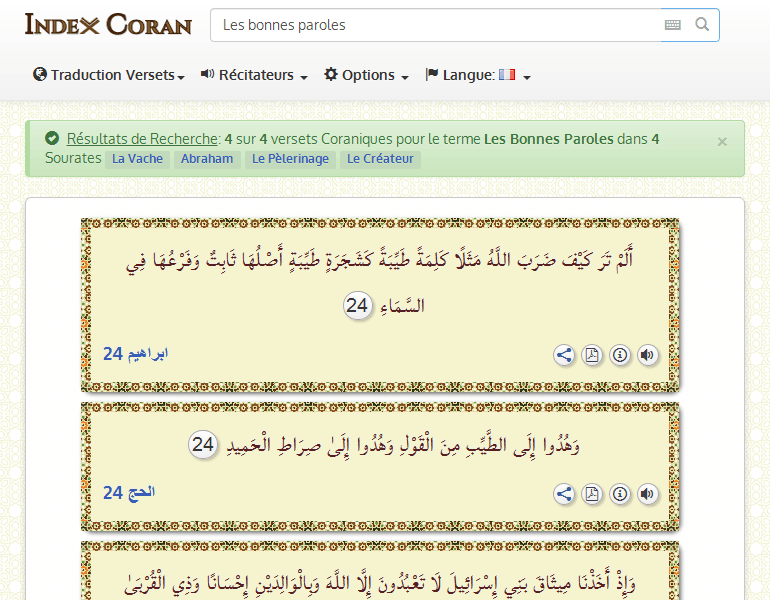 Index Coran
Les bonnes paroles
Traduction Versets
Récitateurs
Options
Langue:
Résultats de Recherche: 4 sur 4 versets Coraniques pour le terme Les Bonnes Paroles dans 4
Sourates La Vache Abraham Le Pèlerinage Le Créateur
×
أَلَمْ تَرَ كَيْفَ ضَرَبَ اللَّهُ مَثَلًا كَلِمَةً طَيِّبَةً كَشَجَرَةٍ طَيِّبَةٍ أَصْلُهَا ثَابِتٌ وَفَرْعُهَا فِي
السَّمَاءِ 24
ابراهيم 24
وَهُدُوا إِلَى الطَّيِّبِ مِنَ الْقَوْلِ وَهُدُوا إِلَىٰ صِرَاطِ الْحَمِيدِ 24
الحج 24
وَإِذْ أَخَذْنَا مِيثَاقَ بَنِي إِسْرَائِيلَ لَا تَعْبُدُونَ إِلَّا اللَّهَ وَبِالْوَالِدَيْنِ إِحْسَانًا وَذِي الْقُرْبَىٰ